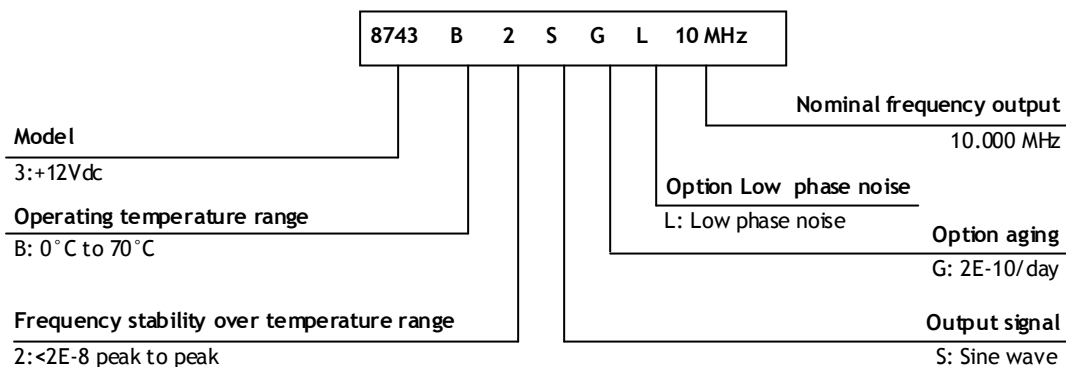 8743 B 2 S G L 10 MHz
Nominal frequency output
10.000 MHz
Model
3:+12Vdc
Option Low phase noise
L: Low phase noise
Operating temperature range
B: 0°C to 70°C
Option aging
G: 2E-10/day
Frequency stability over temperature range
2:<2E-8 peak to peak
Output signal
S: Sine wave